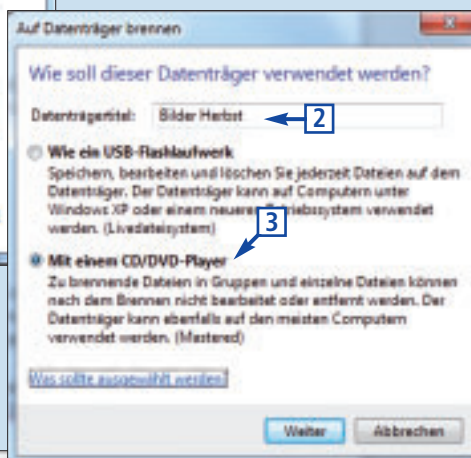 Auf Datenträger brennen
Wie soll dieser Datenträger verwendet werden?
Datenträgertitel: Bilder Herbst
2
Wie ein USB-Flashlaufwerk
Speichern, bearbeiten und löschen Sie jederzeit Dateien auf dem
Datenträger. Der Datenträger kann auf Computern unter
Windows XP oder einem neueren Betriebssystem verwendet
werden. (Livedateisystem)
3
Mit einem CD/DVD-Player
Zu brennende Dateien in Gruppen und einzelne Dateien können
nach dem Brennen nicht bearbeitet oder entfernt werden. Der
Datenträger kann ebenfalls auf den meisten Computern
verwendet werden. (Mastered)
Was sollte ausgewählt werden?
Weiter Abbrechen